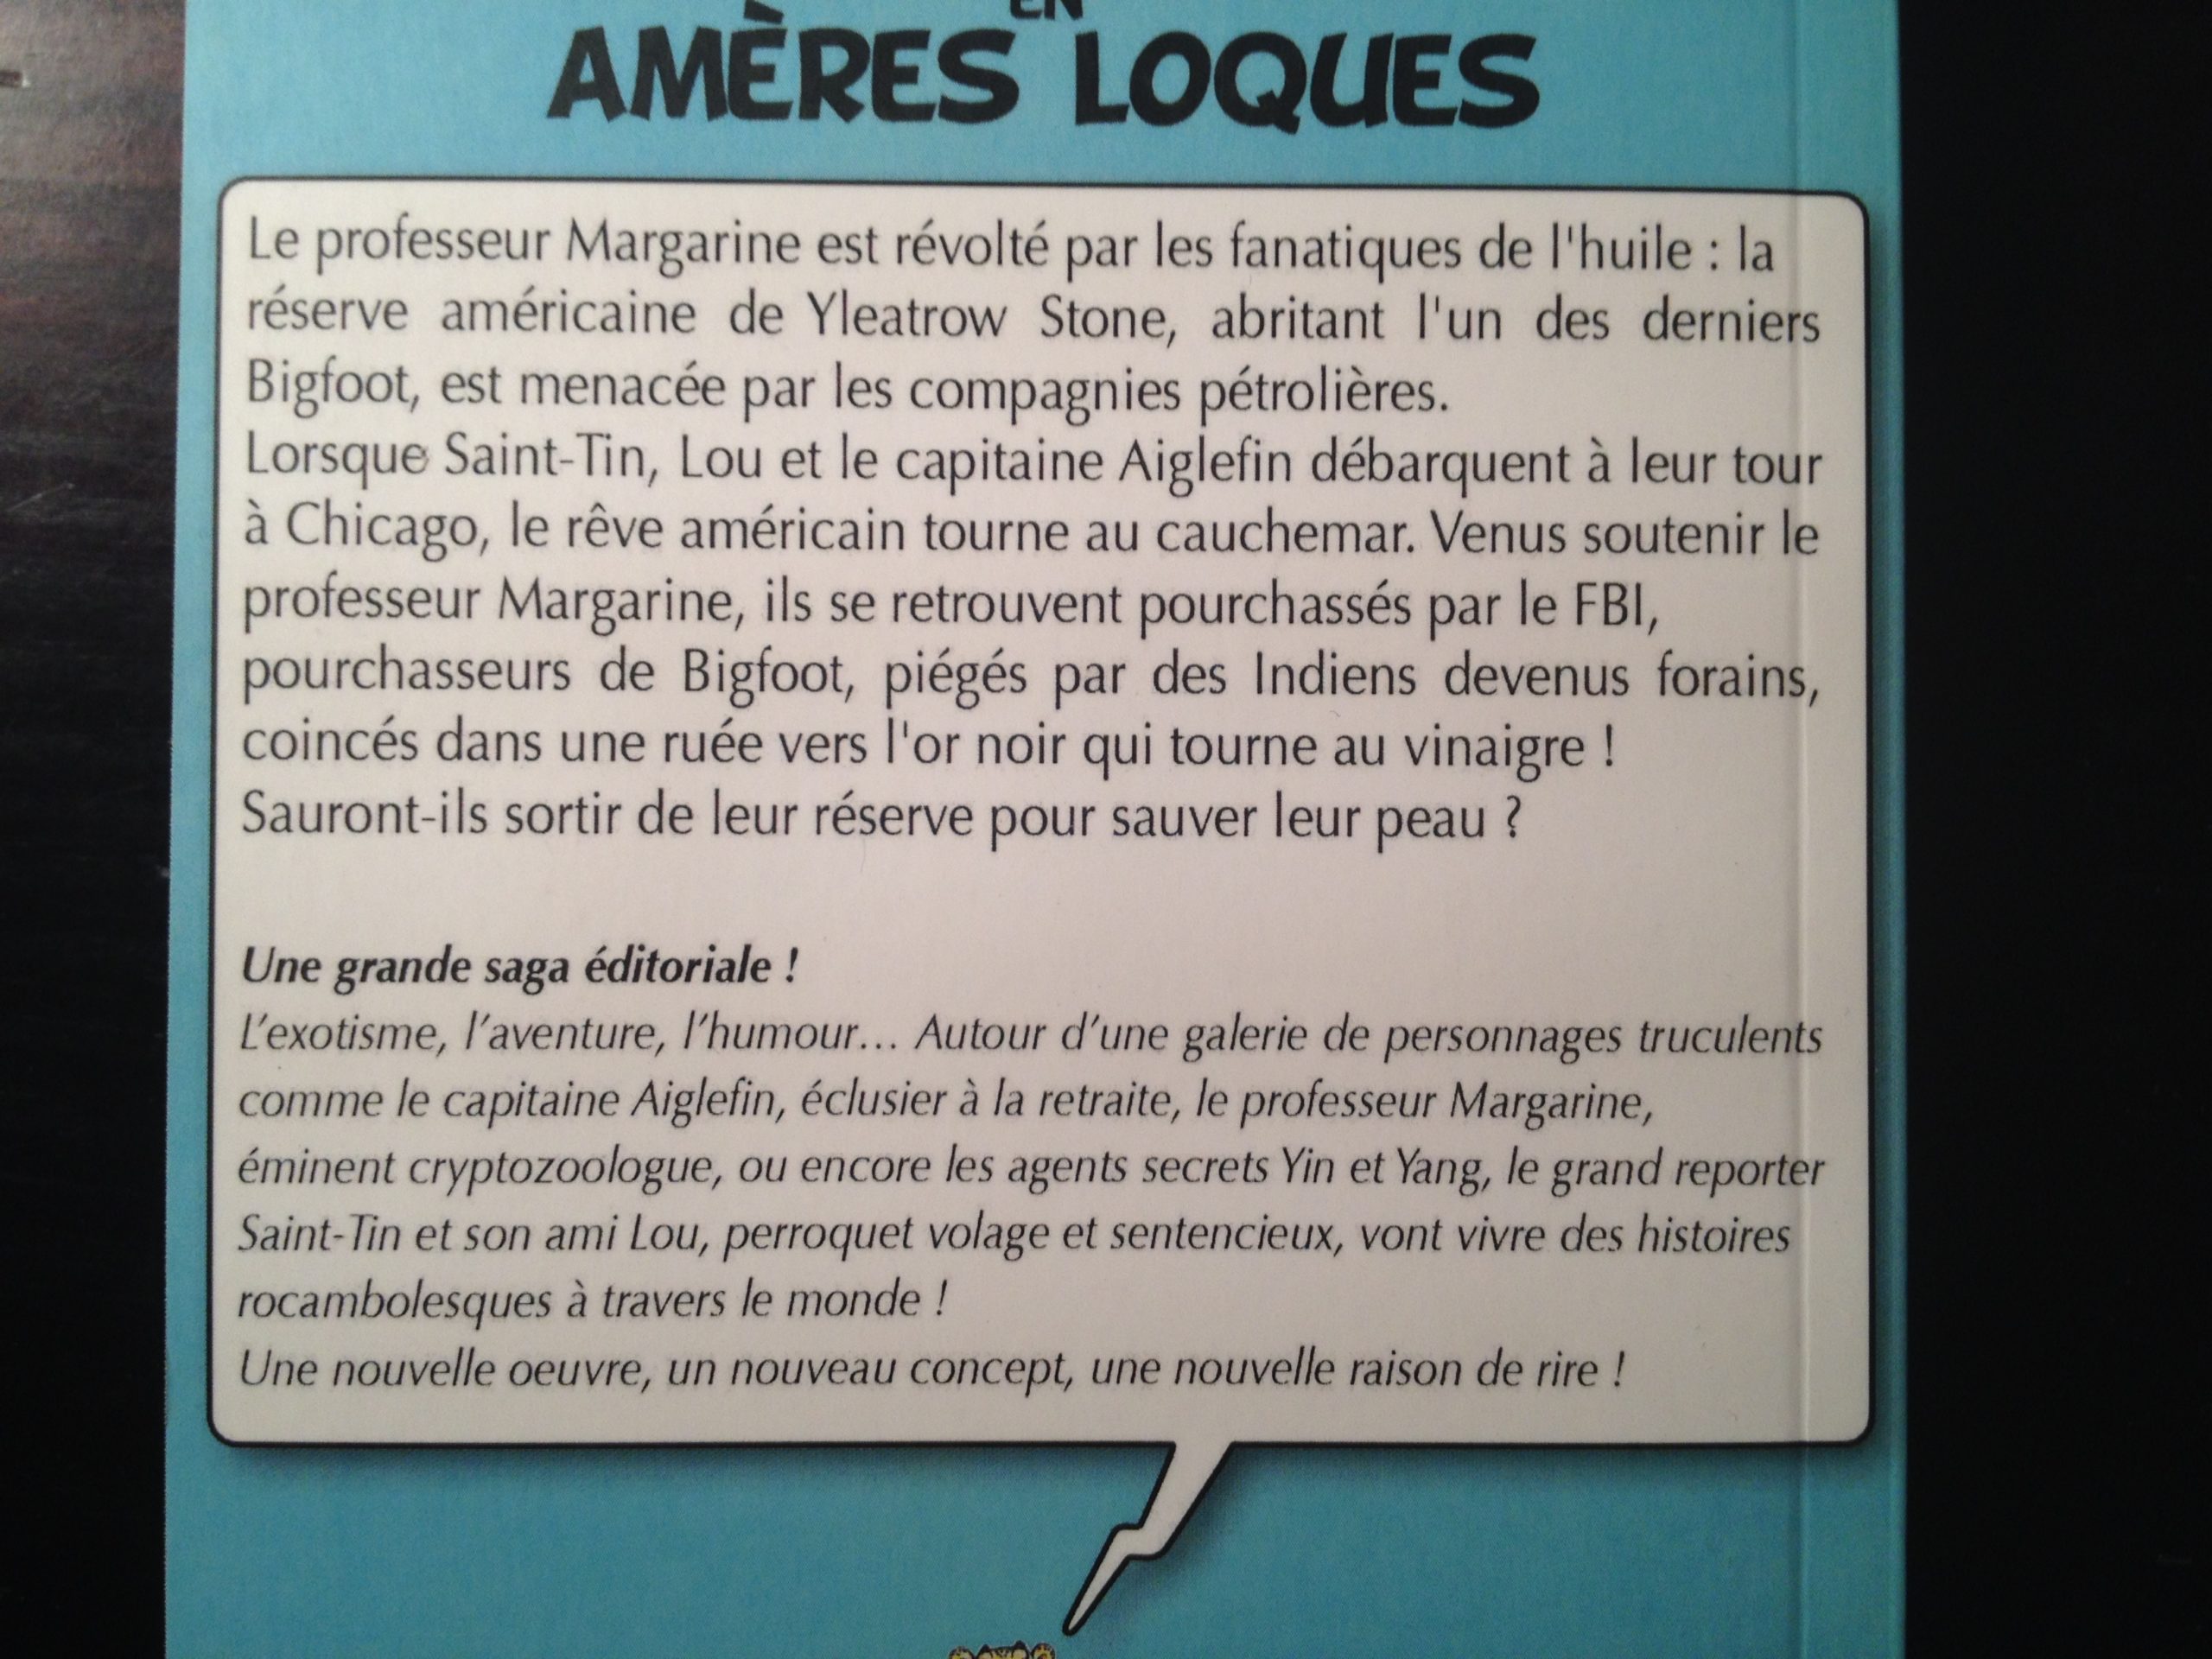 EN
AMÈRES LOQUES
Le professeur Margarine est révolté par les fanatiques de l'huile : la
réserve américaine de Yleatrow Stone, abritant l'un des derniers
Bigfoot, est menacée par les compagnies pétrolières.
Lorsque Saint-Tin, Lou et le capitaine Aiglefin débarquent à leur tour
à Chicago, le rêve américain tourne au cauchemar. Venus soutenir le
professeur Margarine, ils se retrouvent pourchassés par le FBI,
pourchasseurs de Bigfoot, piégés par des Indiens devenus forains,
coincés dans une ruée vers l'or noir qui tourne au vinaigre !
Sauront-ils sortir de leur réserve pour sauver leur peau ?
Une grande saga éditoriale !
L’exotisme, l’aventure, l’humour... Autour d’une galerie de personnages truculents
comme le capitaine Aiglefin, éclusier à la retraite, le professeur Margarine,
éminent cryptozoologue, ou encore les agents secrets Yin et Yang, le grand reporter
Saint-Tin et son ami Lou, perroquet volage et sentencieux, vont vivre des histoires
rocambolesques à travers le monde !
Une nouvelle oeuvre, un nouveau concept, une nouvelle raison de rire !